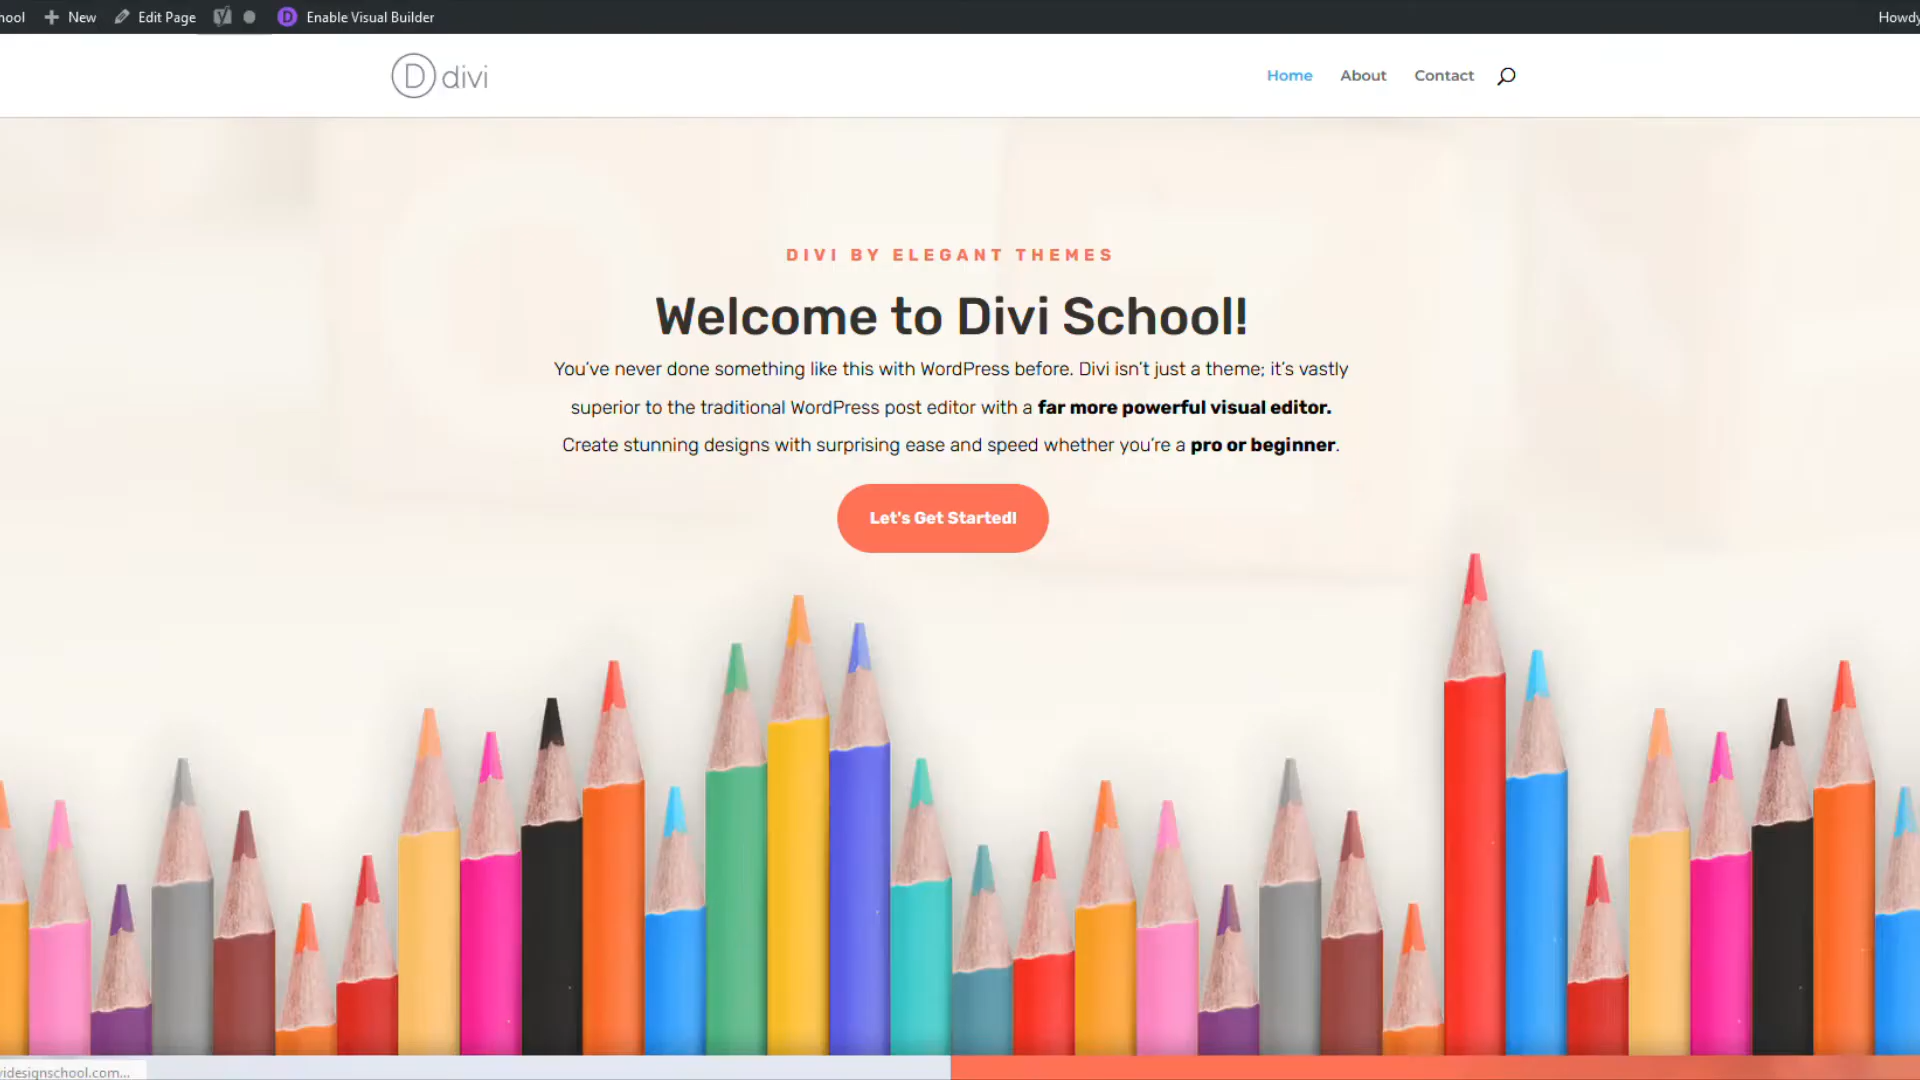 hool New Edit Page Enable Visual Builder Howdy
divi
Home About Contact
DIVI BY ELEGANT THEMES
Welcome to Divi School!
You've never done something like this with WordPress before. Divi isn't just a theme; it's vastly
superior to the traditional WordPress post editor with a far more powerful visual editor.
Create stunning designs with surprising ease and speed whether you're a pro or beginner.
Let's Get Started!
videsignschool.com...